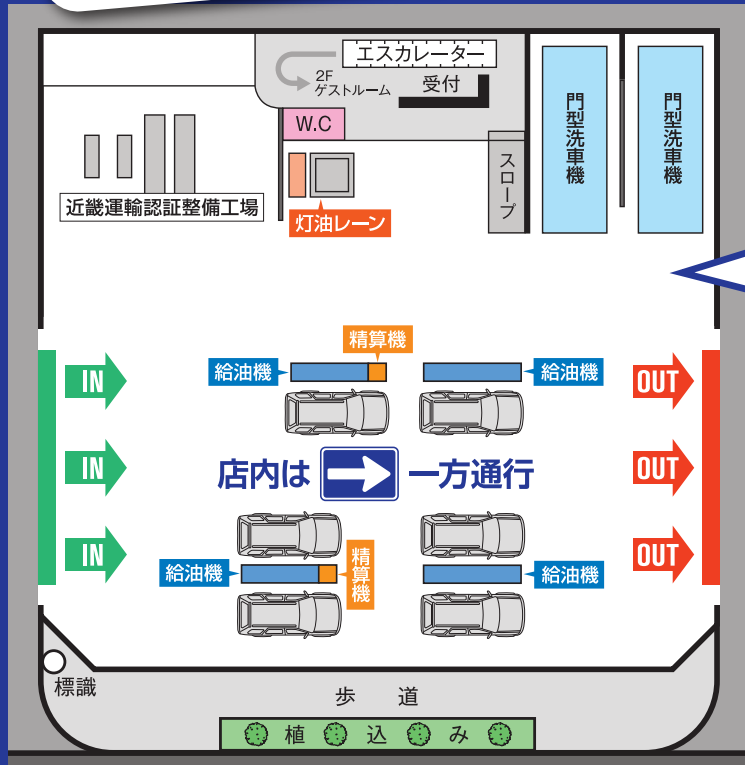 エスカレーター
2F
ゲストルーム
受付
W.C
門型洗車機
門型洗車機
スロープ
近畿運輸認証整備工場
灯油レーン
精算機
給油機
給油機
IN
OUT
店内は
一方通行
IN
OUT
IN
OUT
給油機
精算機
給油機
標識
歩道
植込み